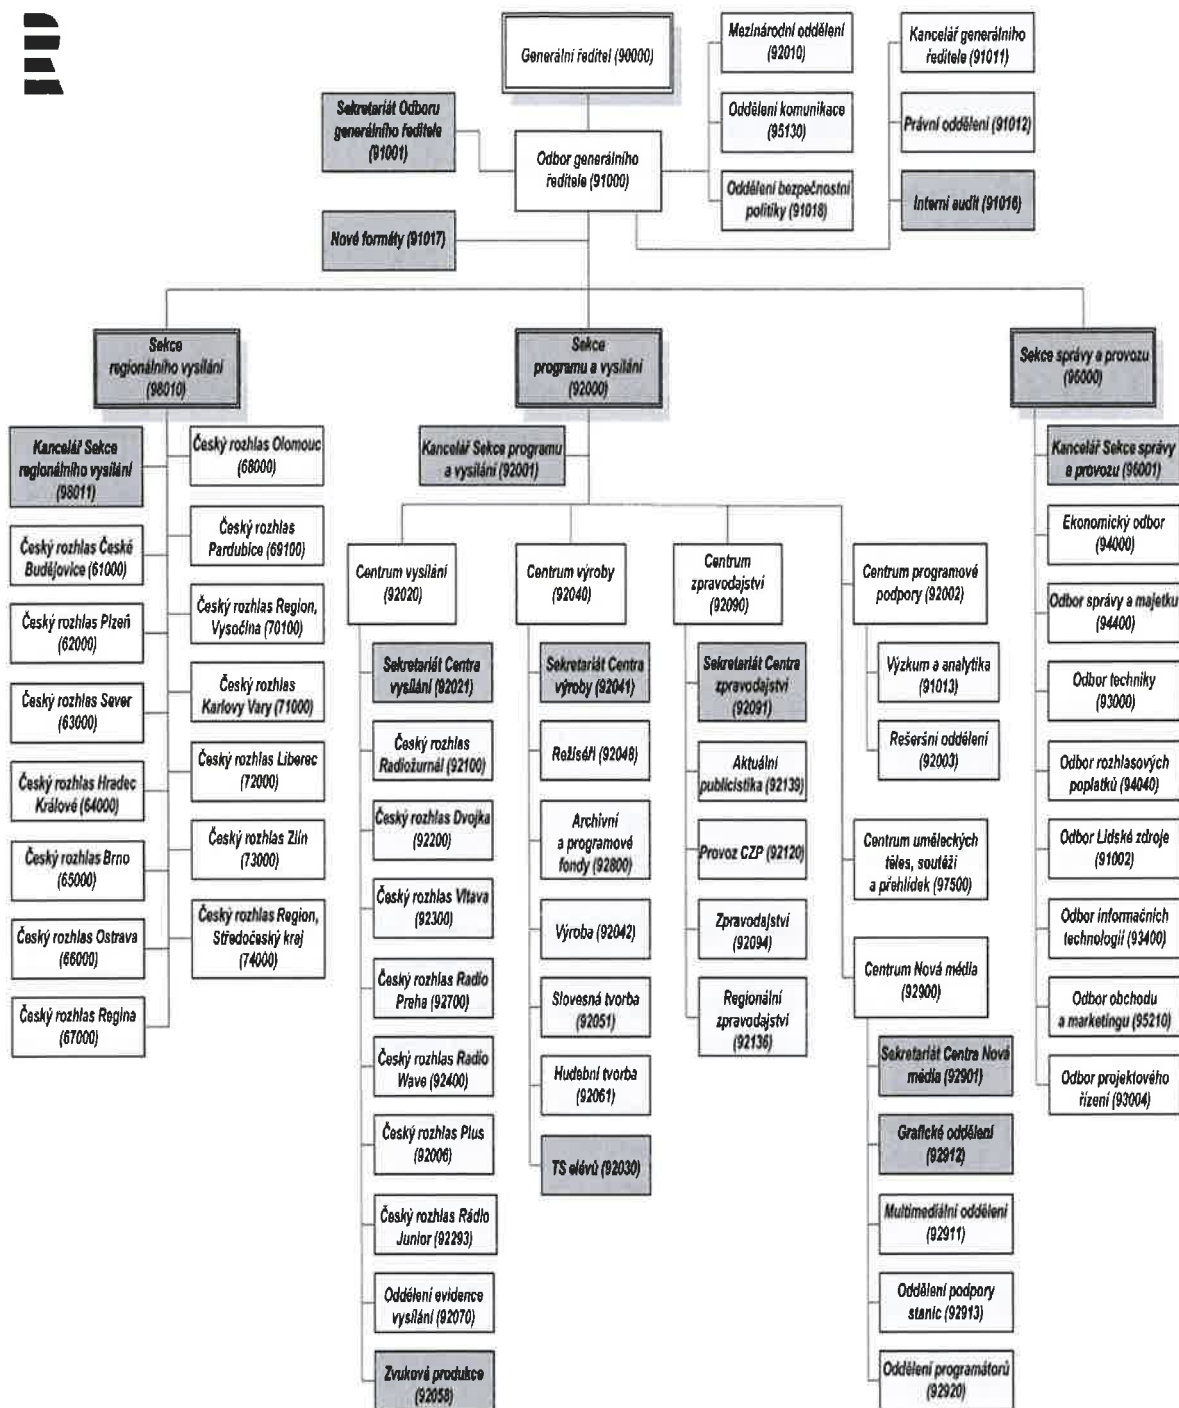 Generální ředitel (90000)
Mezinárodní oddělení
(92010)
Kancelář generálního
ředitele (91011)
Sekretariát Odboru
generálního ředitele
(91001)
Oddělení komunikace
(95130)
Právní oddělení (91012)
Odbor generálního
ředitele (91000)
Oddělení bezpečnostní
politiky (91018)
Interní audit (91016)
Nové formáty (91017)
Sekce
regionálního vysílání
(98010)
Sekce
programu a vysílání
(92000)
Sekce správy a provozu
(96000)
Kancelář Sekce
regionálního vysílání
(98011)
Český rozhlas Olomouc
(68000)
Český rozhlas České
Budějovice (61000)
Český rozhlas
Pardubice (69100)
Český rozhlas Plzeň
(62000)
Český rozhlas Region,
Vysočina (70100)
Český rozhlas Sever
(63000)
Český rozhlas
Karlovy Vary (71000)
Český rozhlas Hradec
Králové (64000)
Český rozhlas Liberec
(72000)
Český rozhlas Brno
(65000)
Český rozhlas Zlín
(73000)
Český rozhlas Ostrava
(66000)
Český rozhlas Region,
Středočeský kraj
(74000)
Český rozhlas Regina
(67000)
Kancelář Sekce programu
a vysílání (92001)
Centrum vysílání
(92020)
Sekretariát Centra
vysílání (92021)
Český rozhlas
Radiožurnál (92100)
Český rozhlas Dvojka
(92200)
Český rozhlas Vltava
(92300)
Český rozhlas Radio
Praha (92700)
Český rozhlas Radio
Wave (92400)
Český rozhlas Plus
(92006)
Český rozhlas Rádio
Junior (92293)
Oddělení evidence
vysílání (92070)
Zvuková produkce
(92058)
Centrum výroby
(92040)
Sekretariát Centra
výroby (92041)
Režiséři (92048)
Archivní
a programové
fondy (92800)
Výroba (92042)
Slovesná tvorba
(92051)
Hudební tvorba
(92061)
TS elévů (92030)
Centrum
zpravodajství
(92090)
Sekretariát Centra
zpravodajství
(92091)
Aktuální
publicistika (92139)
Provoz CZP (92120)
Zpravodajství
(92094)
Regionální
zpravodajství
(92136)
Centrum programové
podpory (92002)
Výzkum a analytika
(91013)
Rešeršní oddělení
(92003)
Centrum uměleckých
těles, soutěží
a přehlídek (97500)
Centrum Nová média
(92900)
Sekretariát Centra Nová
média (92901)
Grafické oddělení
(92912)
Multimediální oddělení
(92911)
Oddělení podpory
stanic (92913)
Oddělení programátorů
(92920)
Kancelář Sekce správy
a provozu (96001)
Ekonomický odbor
(94000)
Odbor správy a majetku
(94400)
Odbor techniky
(93000)
Odbor rozhlasových
poplatků (94040)
Odbor Lidské zdroje
(91002)
Odbor informačních
technologií (93400)
Odbor obchodu
a marketingu (95210)
Odbor projektového
řízení (93004)